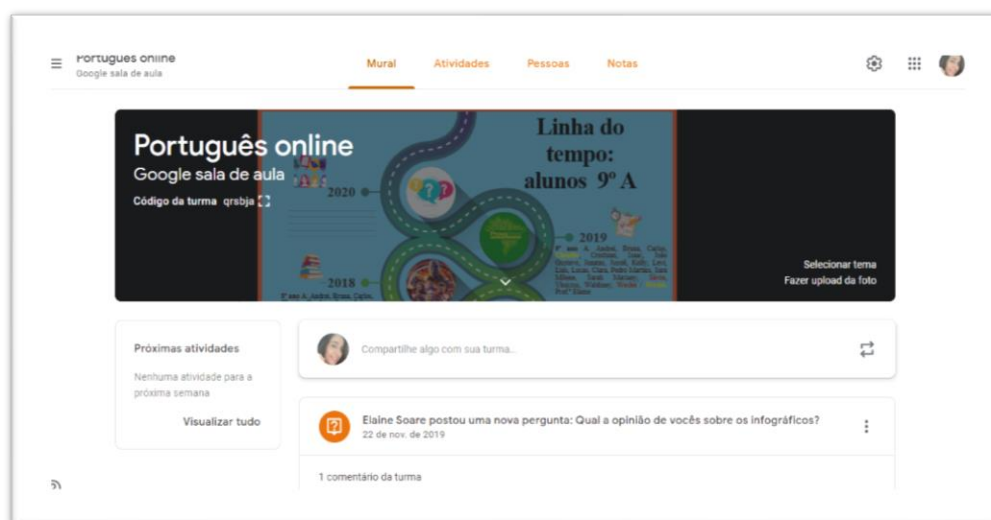 Português online
Google sala de aula
Mural
Atividades
Pessoas
Notas
Português online
Google sala de aula
Código da turma qrsbja
Linha do
tempo:
alunos 9º A
2020
2019
2018
Selecionar tema
Fazer upload da foto
Próximas atividades
Nenhuma atividade para a
próxima semana
Visualizar tudo
Compartilhe algo com sua turma...
Elaine Soare postou uma nova pergunta: Qual a opinião de vocês sobre os infográficos?
22 de nov. de 2019
1 comentário da turma